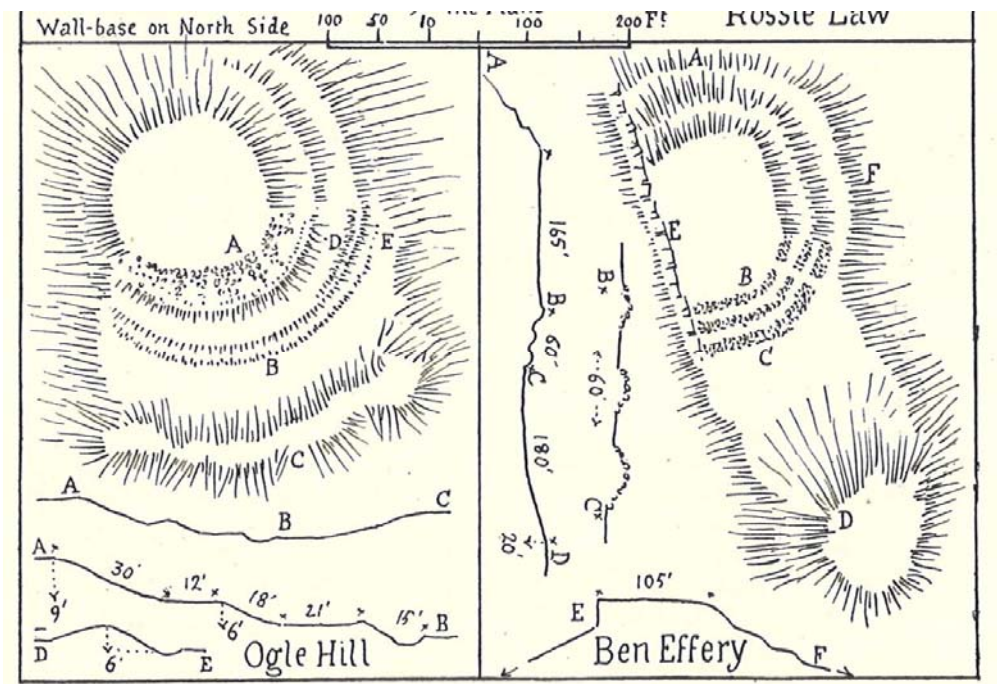 Rossie Law
Wall-base on North Side
100 50 10 100 200 Ft
A
D
E
B
C
A
B
C
A
30'
12'
18'
21'
15'
B
9'
6'
D
6'
E
Ogle Hill
A
165'
B
60'
C
180'
20'
D
B
60'
C
A
F
E
B
C
D
105'
E
F
Ben Effery